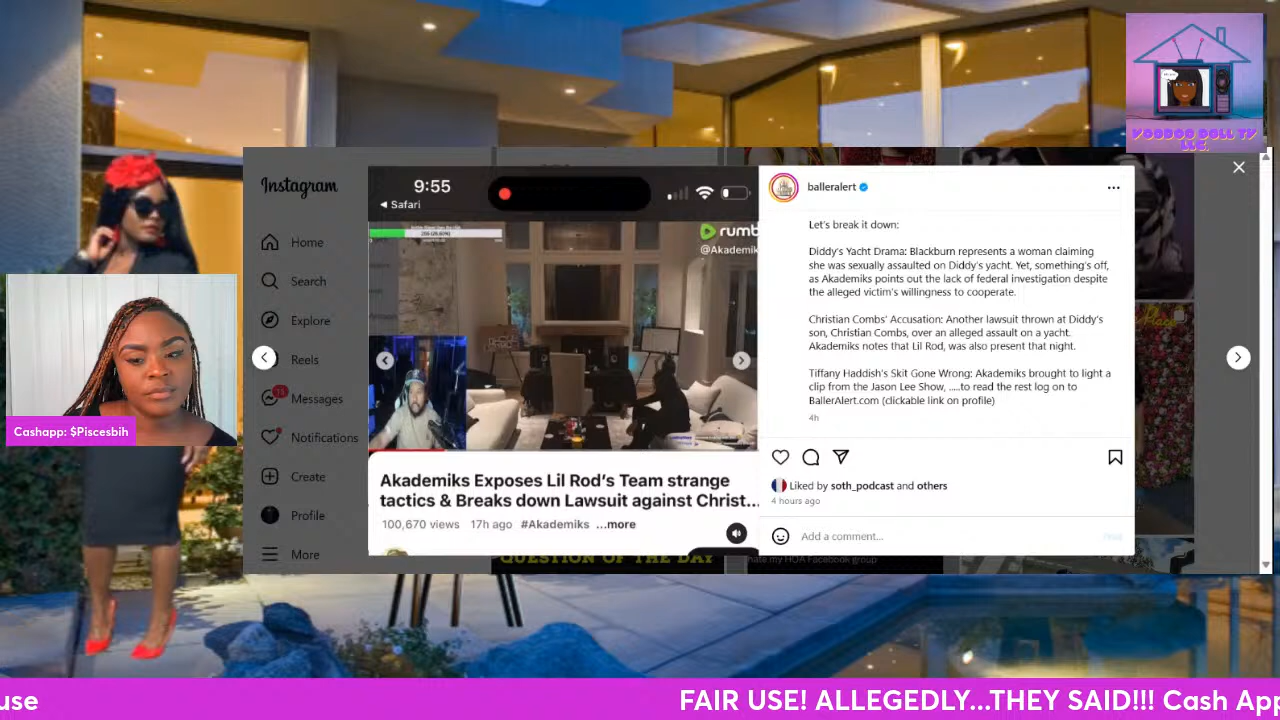 VOODOO DOLL TV
LLC.
Instagram
Home
Search
Explore
Reels
Messages
Notifications
Create
Profile
More
9:55
Safari
rumb
@Akademik
Akademiks Exposes Lil Rod's Team strange
tactics & Breaks down Lawsuit against Christ...
100,670 views 17h ago #Akademiks ...more
balleralert
Let's break it down:
Diddy's Yacht Drama: Blackburn represents a woman claiming
she was sexually assaulted on Diddy's yacht. Yet, something's off,
as Akademiks points out the lack of federal investigation despite
the alleged victim's willingness to cooperate.
Christian Combs' Accusation: Another lawsuit thrown at Diddy's
son, Christian Combs, over an alleged assault on a yacht.
Akademiks notes that Lil Rod, was also present that night.
Tiffany Haddish's Skit Gone Wrong: Akademiks brought to light a
clip from the Jason Lee Show, .....to read the rest log on to
BallerAlert.com (clickable link on profile)
4h
Liked by soth_podcast and others
4 hours ago
Add a comment...
QUESTION OF THE DAY
hate my HOA Facebook group
Cashapp: $Piscesbih
use
FAIR USE! ALLEGEDLY...THEY SAID!!! Cash App